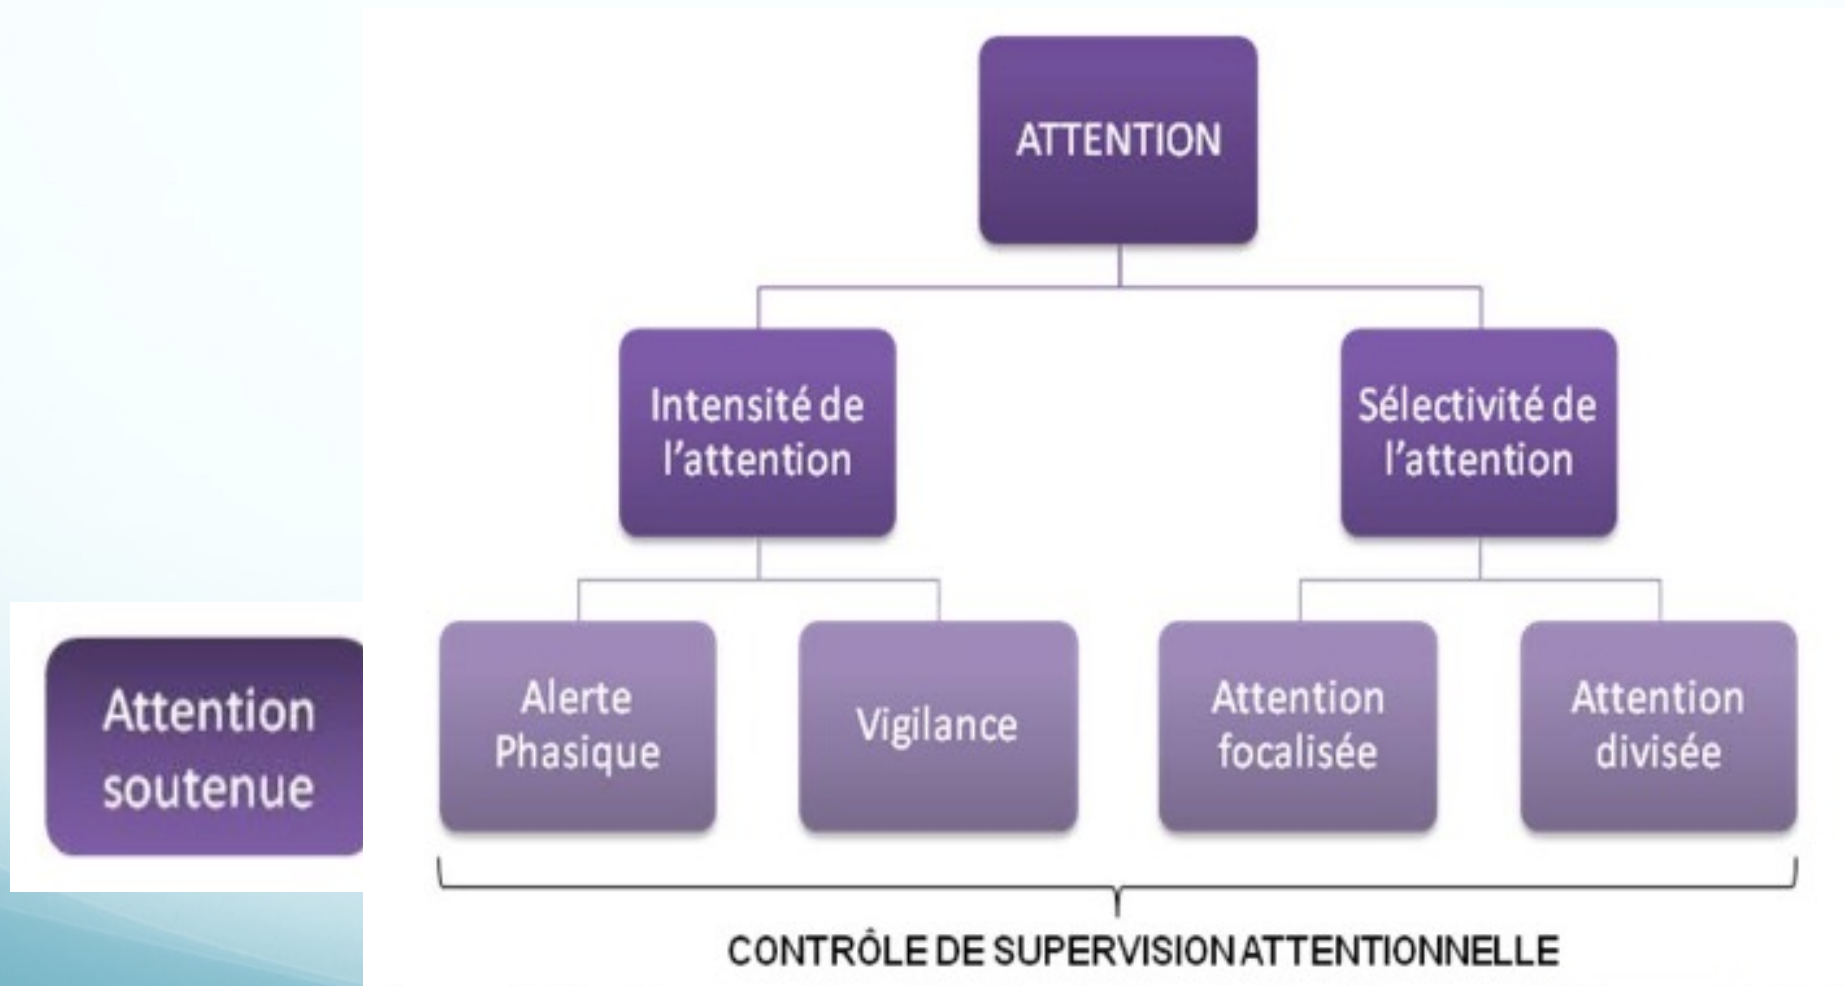 ATTENTION
Intensité de
l'attention
Sélectivité de
l'attention
Attention
soutenue
Alerte
Phasique
Vigilance
Attention
focalisée
Attention
divisée
CONTRÔLE DE SUPERVISION ATTENTIONNELLE